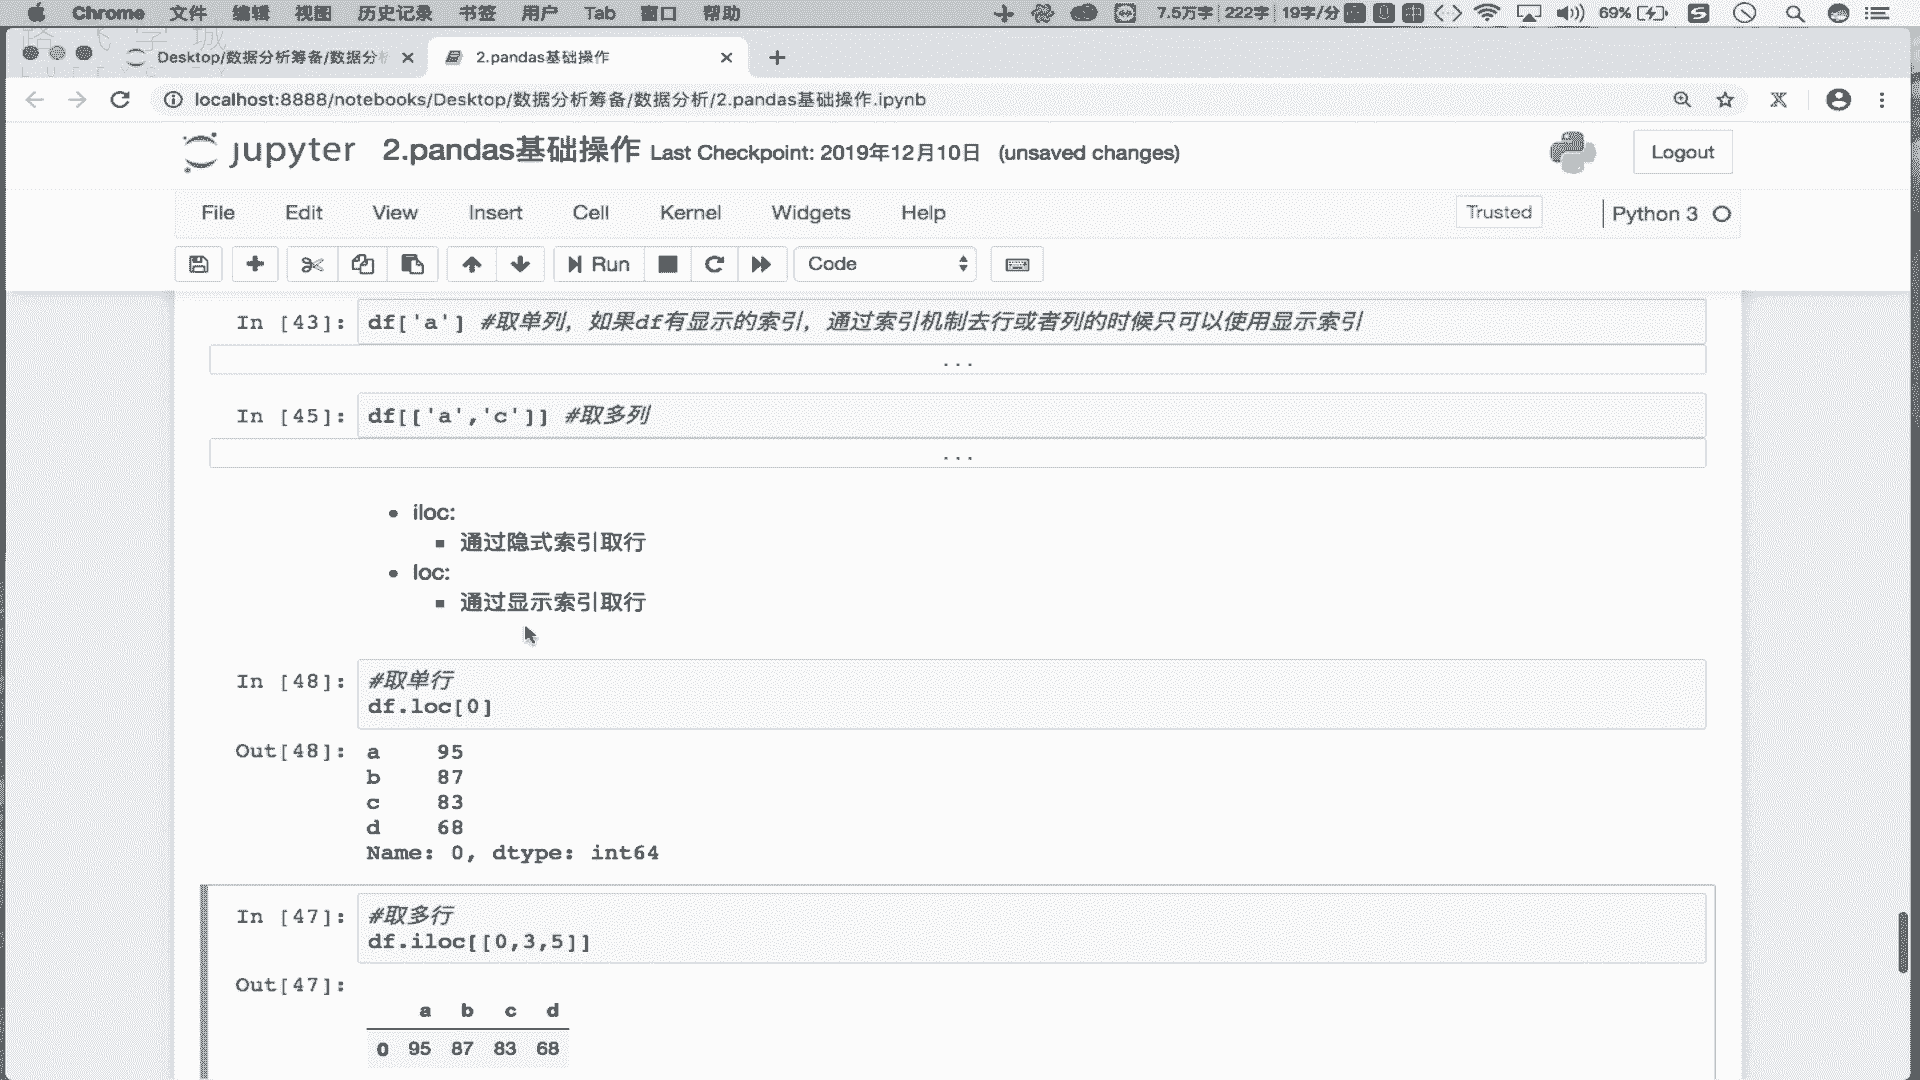 Chrome 文件 编辑 视图 历史记录 书签 用户 Tab 窗口 帮助 7.5万字 222字 19字/分 中 69%
Desktop/数据分析筹备/数据分析
2.pandas基础操作
localhost:8888/notebooks/Desktop/数据分析筹备/数据分析/2.pandas基础操作.ipynb
jupyter 2.pandas基础操作 Last Checkpoint: 2019年12月10日 (unsaved changes) Logout
File Edit View Insert Cell Kernel Widgets Help Trusted Python 3
Run Code
In [43]: df['a'] #取单列，如果df有显示的索引，通过索引机制去行或者列的时候只可以使用显示索引
...
In [45]: df[['a','c']] #取多列
...
iloc:
通过隐式索引取行
loc:
通过显示索引取行
In [48]: #取单行
df.loc[0]
Out[48]: a 95
b 87
c 83
d 68
Name: 0, dtype: int64
In [47]: #取多行
df.iloc[[0,3,5]]
Out[47]:
a b c d
0 95 87 83 68